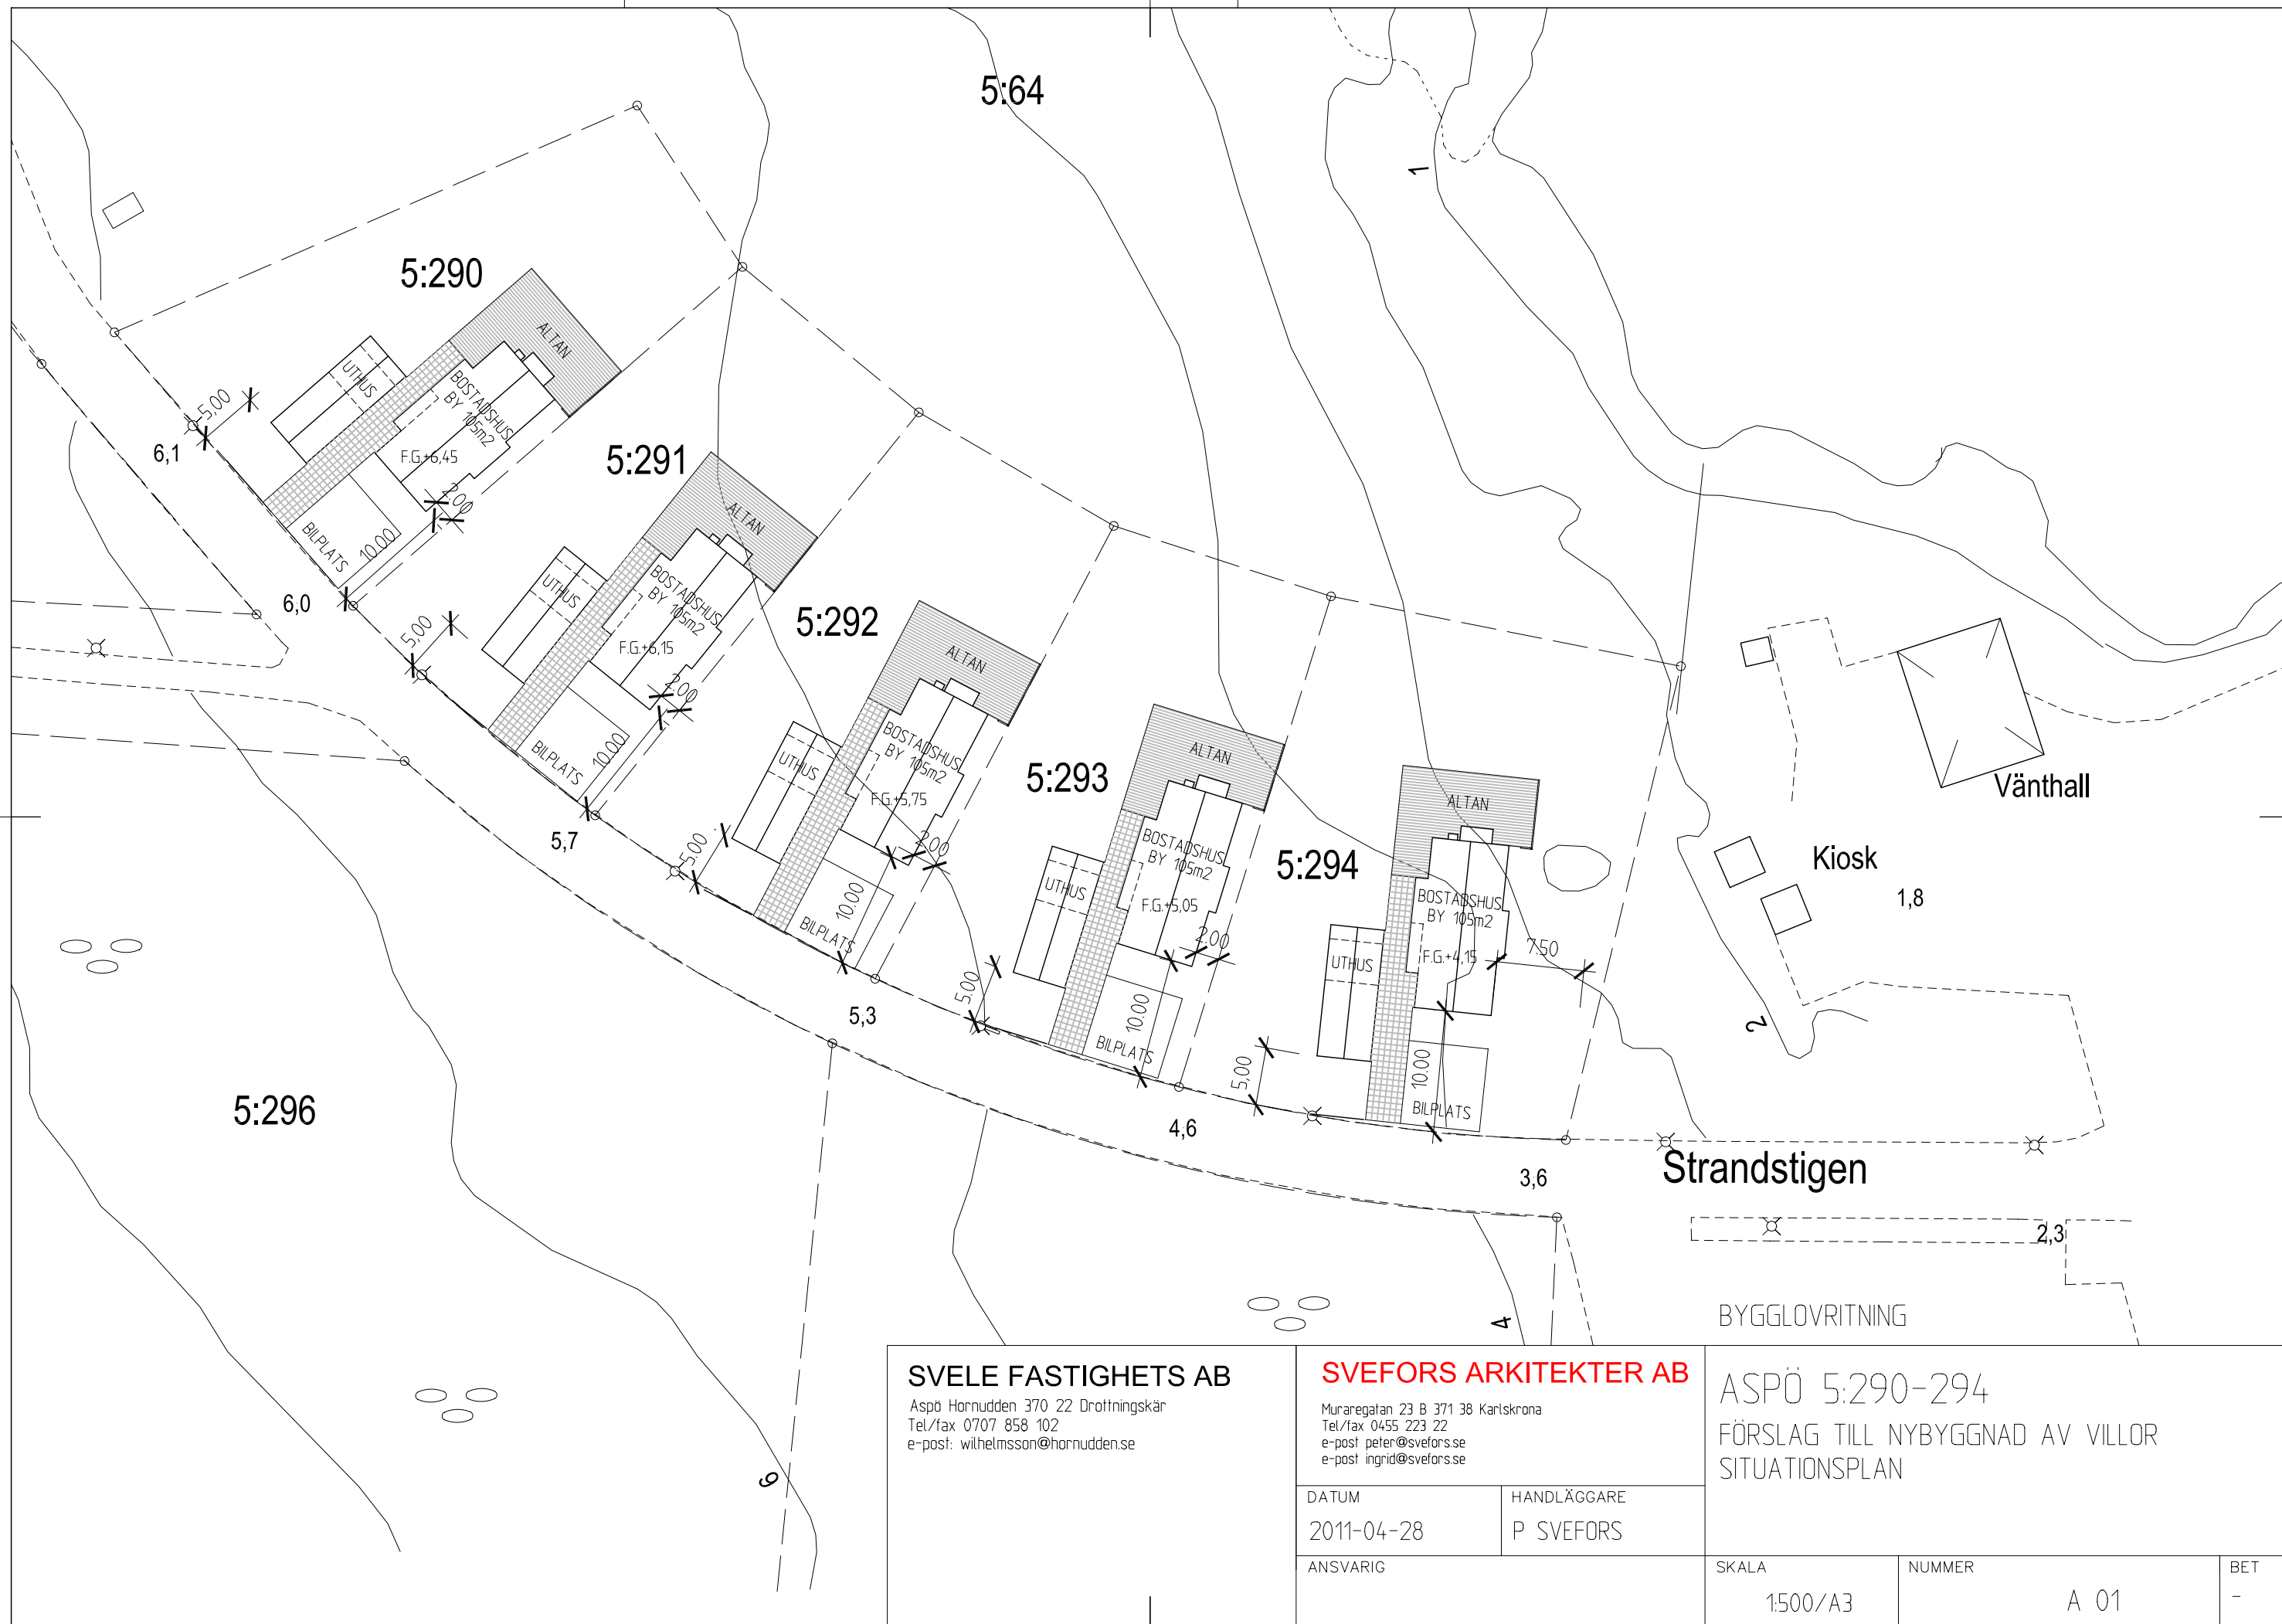 5:64
1
5:290
ALTAN
UTHUS
BOSTADSHUS
BY 105m2
F.G.+6,45
5,00
6,1
2.00
10.00
BILPLATS
6,0
5:291
ALTAN
UTHUS
BOSTADSHUS
BY 105m2
F.G.+6,15
5,00
2.00
10.00
BILPLATS
5,7
5:292
ALTAN
UTHUS
BOSTADSHUS
BY 105m2
F.G.+5,75
5.00
2.00
10.00
BILPLATS
5,3
5:293
ALTAN
UTHUS
BOSTADSHUS
BY 105m2
F.G.+5,05
5.00
2.00
10.00
BILPLATS
4,6
5:294
ALTAN
UTHUS
BOSTADSHUS
BY 105m2
F.G.+4,15
7.50
5,00
10.00
BILPLATS
3,6
Vänthall
Kiosk
1,8
2
Strandstigen
2,3
5:296
6
4
BYGGLOVRITNING
SVELE FASTIGHETS AB
Aspö Hornudden 370 22 Drottningskär
Tel/fax 0707 858 102
e-post: wilhelmsson@hornudden.se
SVEFORS ARKITEKTER AB
Muraregatan 23 B 371 38 Karlskrona
Tel/fax 0455 223 22
e-post peter@svefors.se
e-post ingrid@svefors.se
DATUM
2011-04-28
HANDLÄGGARE
P SVEFORS
ANSVARIG
ASPÖ 5:290-294
FÖRSLAG TILL NYBYGGNAD AV VILLOR
SITUATIONSPLAN
SKALA
1:500/A3
NUMMER
A 01
BET
-